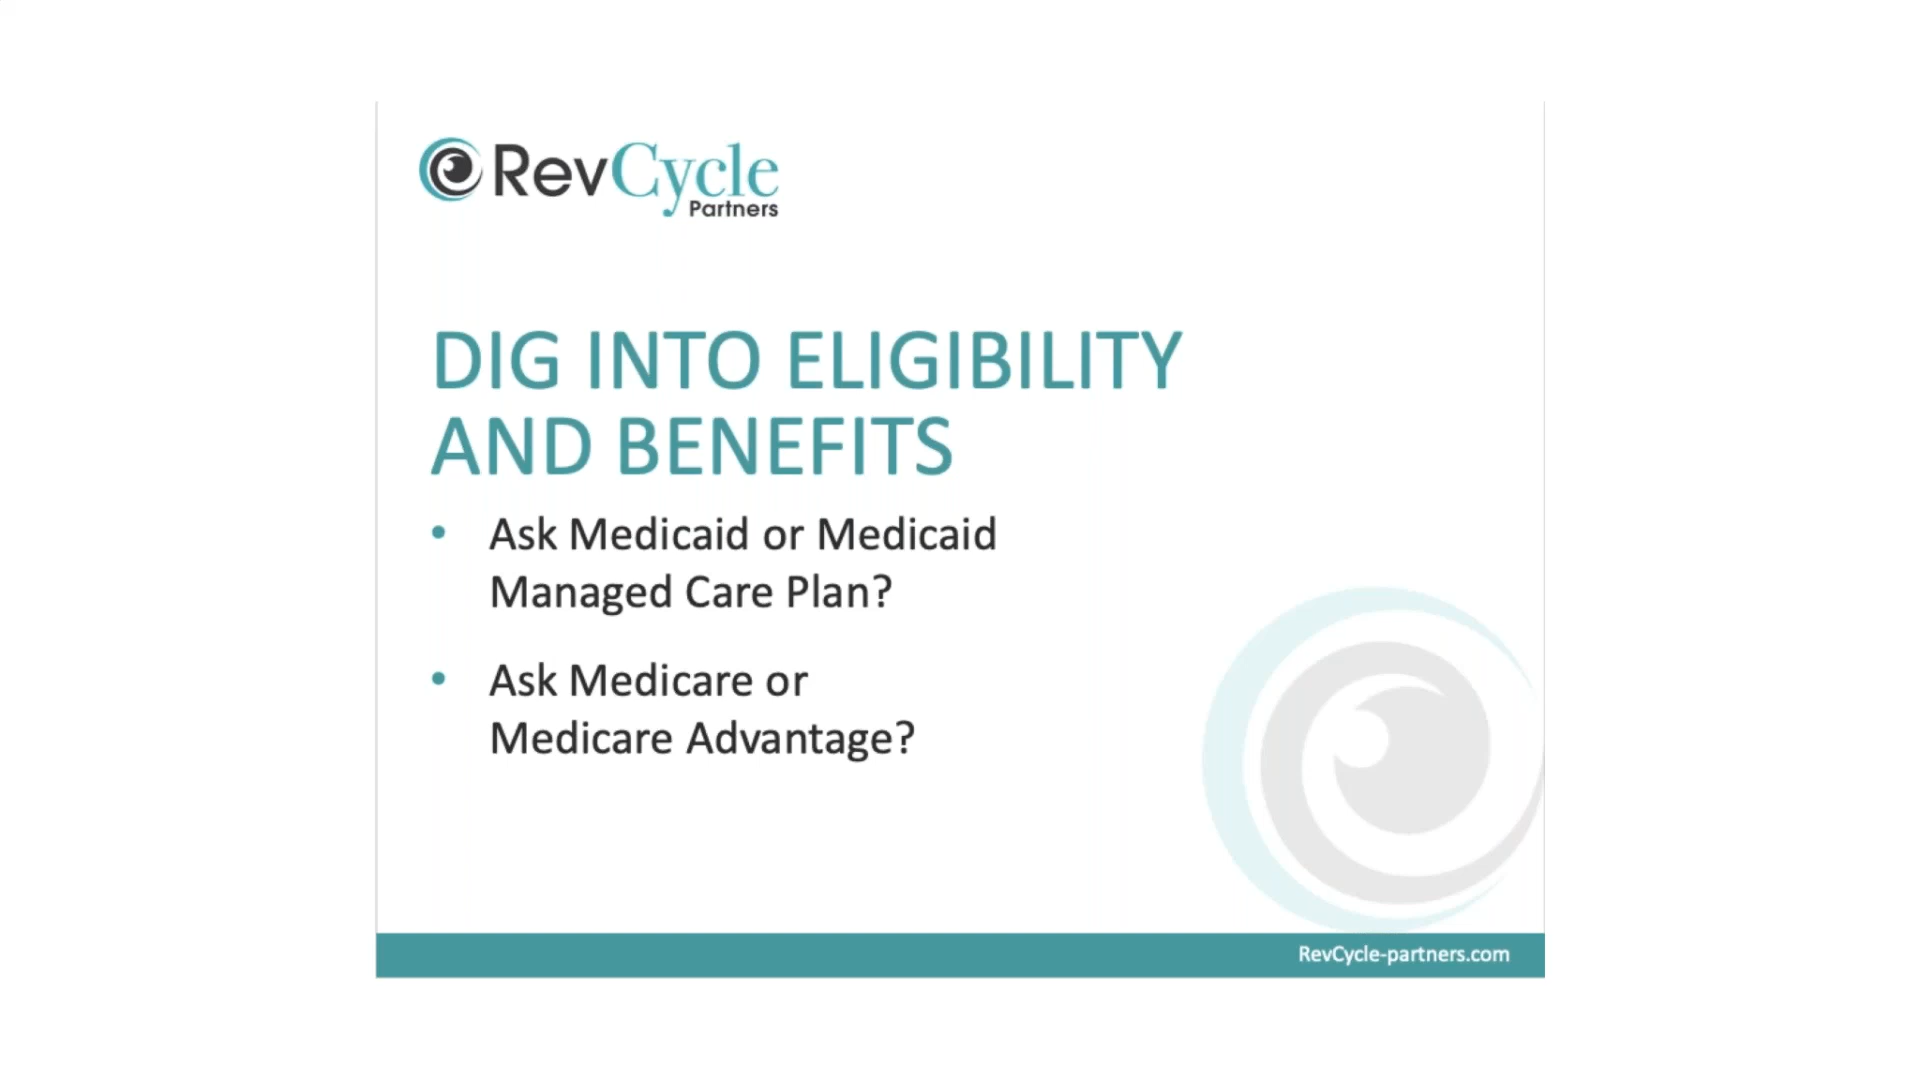 RevCycle
Partners
DIG INTO ELIGIBILITY
AND BENEFITS
• Ask Medicaid or Medicaid
Managed Care Plan?
• Ask Medicare or
Medicare Advantage?
RevCycle-partners.com